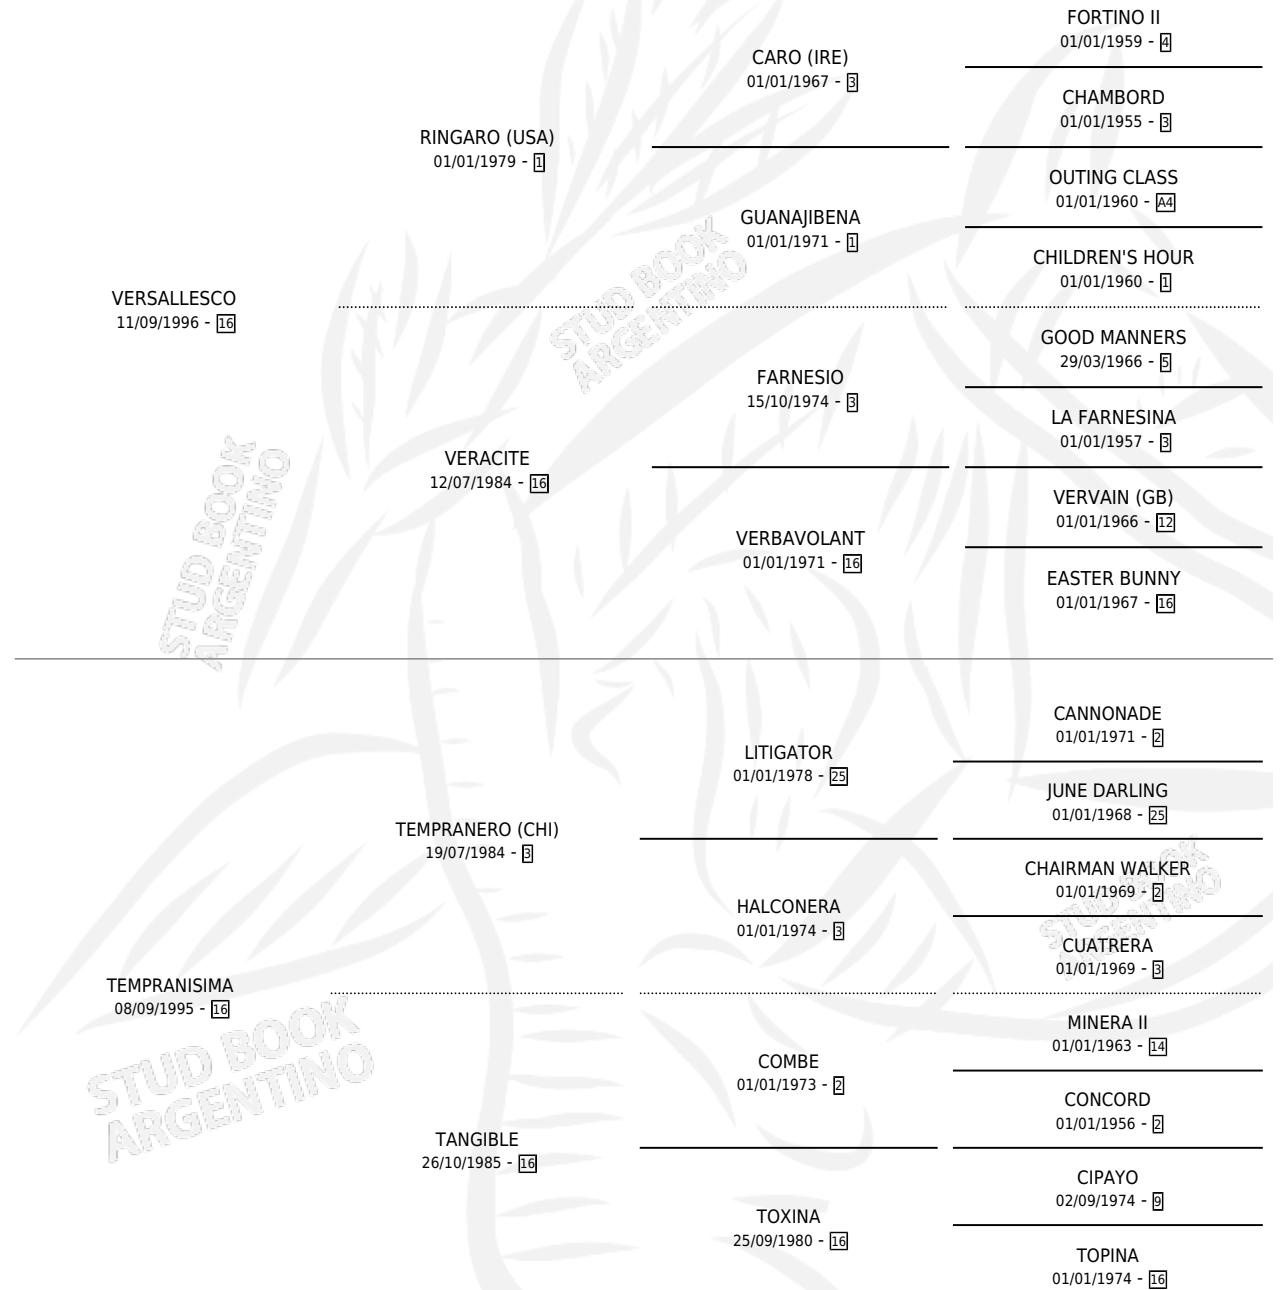 FORTINO II
01/01/1959 - 4
CARO (IRE)
01/01/1967 - 3
CHAMBORD
01/01/1955 - 3
RINGARO (USA)
01/01/1979 - 1
OUTING CLASS
01/01/1960 - A4
GUANAJIBENA
01/01/1971 - 1
CHILDREN'S HOUR
01/01/1960 - 1
VERSALLESCO
11/09/1996 - 16
STUD BOOK
ARGENTINO
GOOD MANNERS
29/03/1966 - 5
FARNESIO
15/10/1974 - 3
LA FARNESINA
01/01/1957 - 3
VERACITE
12/07/1984 - 16
VERVAIN (GB)
01/01/1966 - 12
VERBAVOLANT
01/01/1971 - 16
EASTER BUNNY
01/01/1967 - 16
STUD BOOK
ARGENTINO
CANNONADE
01/01/1971 - 2
LITIGATOR
01/01/1978 - 25
JUNE DARLING
01/01/1968 - 25
TEMPRANERO (CHI)
19/07/1984 - 3
CHAIRMAN WALKER
01/01/1969 - 2
HALCONERA
01/01/1974 - 3
STUD BOOK
ARGENTINO
CUATRERA
01/01/1969 - 3
TEMPRANISIMA
08/09/1995 - 16
MINERA II
01/01/1963 - 14
COMBE
01/01/1973 - 2
STUD BOOK
ARGENTINO
CONCORD
01/01/1956 - 2
TANGIBLE
26/10/1985 - 16
CIPAYO
02/09/1974 - 9
TOXINA
25/09/1980 - 16
TOPINA
01/01/1974 - 16